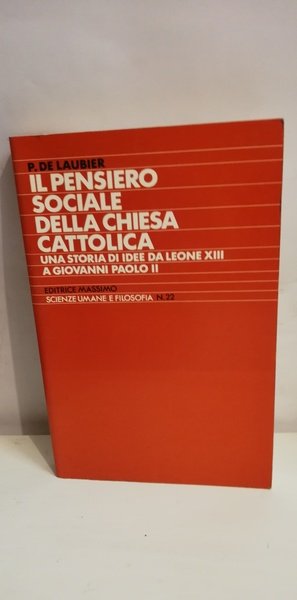 P. DE LAUBIER
IL PENSIERO
SOCIALE
DELLA CHIESA
CATTOLICA
UNA STORIA DI IDEE DA LEONE XIII
A GIOVANNI PAOLO II
EDITRICE MASSIMO
SCIENZE UMANE E FILOSOFIA N. 22